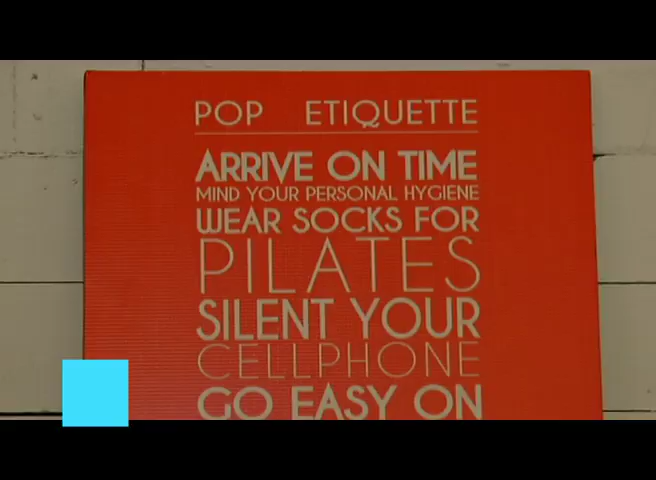 POP ETIQUETTE
ARRIVE ON TIME
MIND YOUR PERSONAL HYGIENE
WEAR SOCKS FOR
PILATES
SILENT YOUR
CELLPHONE
GO EASY ON